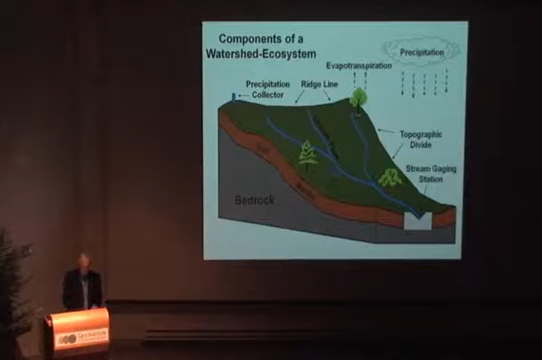 Components of a
Watershed-Ecosystem
Precipitation
Evapotranspiration
Precipitation
Collector
Ridge Line
Topographic
Divide
Stream Gaging
Station
Bedrock